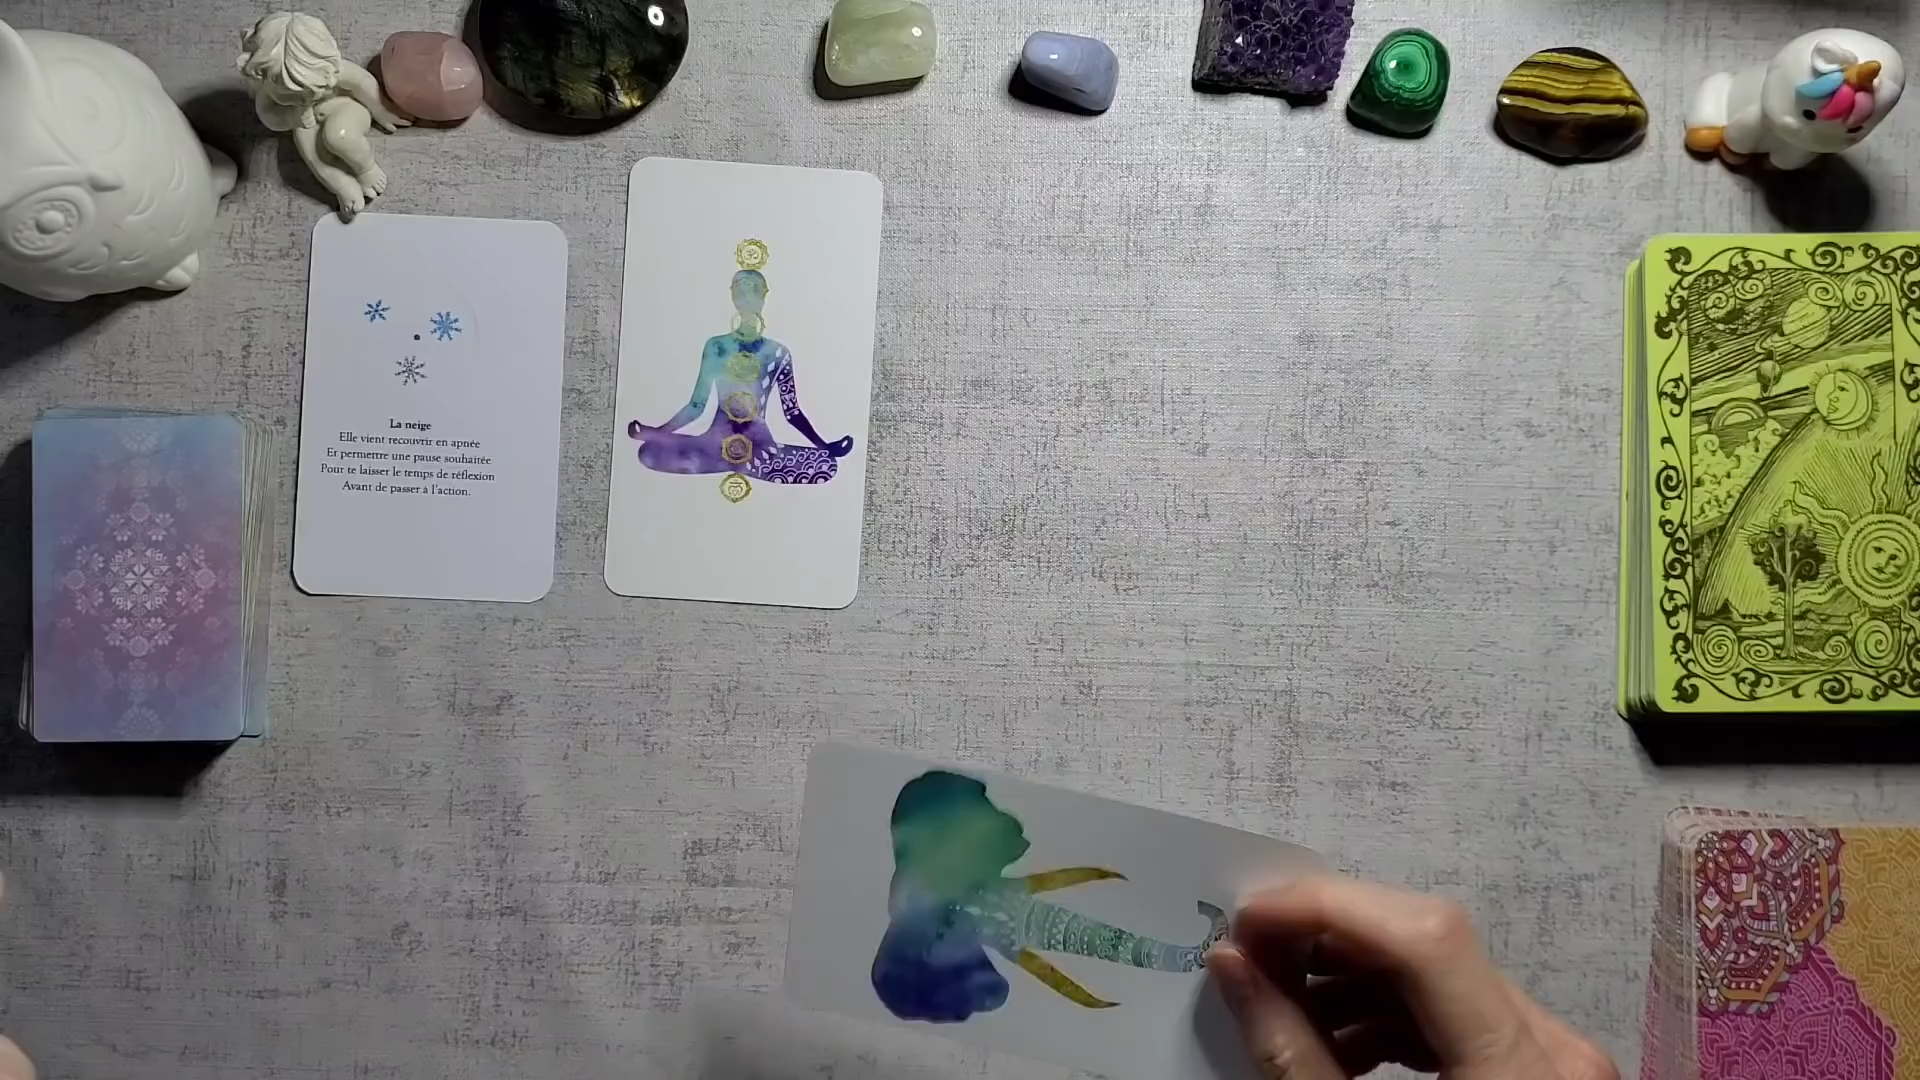 La neige
Elle vient recouvrir en apnée
Et permettre une pause souhaitée
Pour te laisser le temps de réflexion
Avant de passer à l'action.